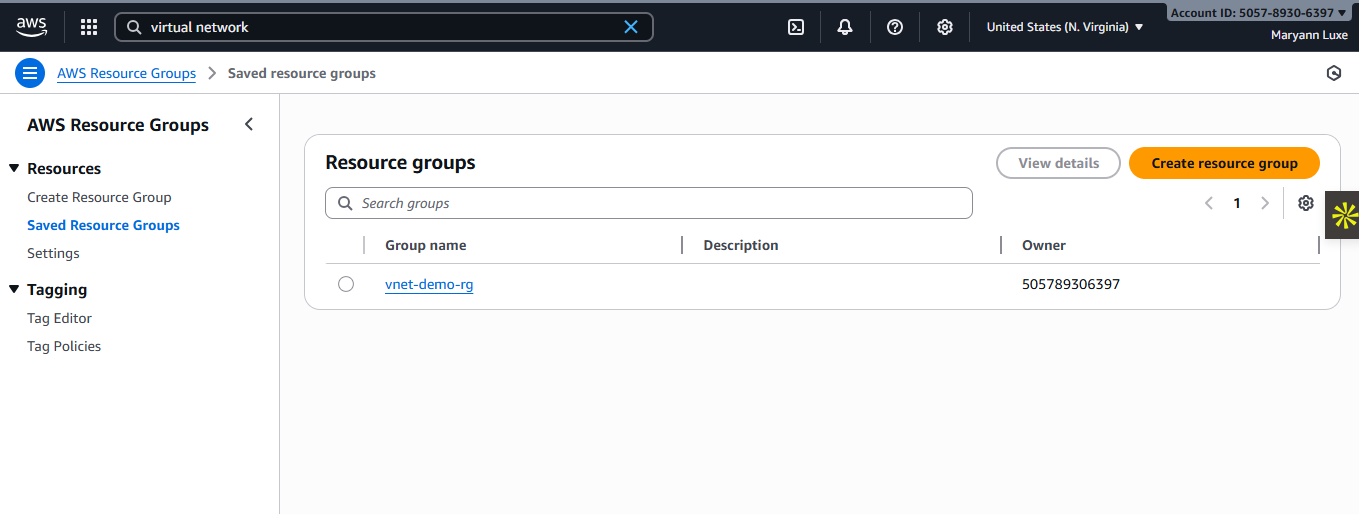 aws
virtual network
United States (N. Virginia)
Account ID: 5057-8930-6397
Maryann Luxe
AWS Resource Groups
Saved resource groups
AWS Resource Groups
Resources
Create Resource Group
Saved Resource Groups
Settings
Tagging
Tag Editor
Tag Policies
Resource groups
View details
Create resource group
Search groups
1
Group name Description Owner
vnet-demo-rg 505789306397